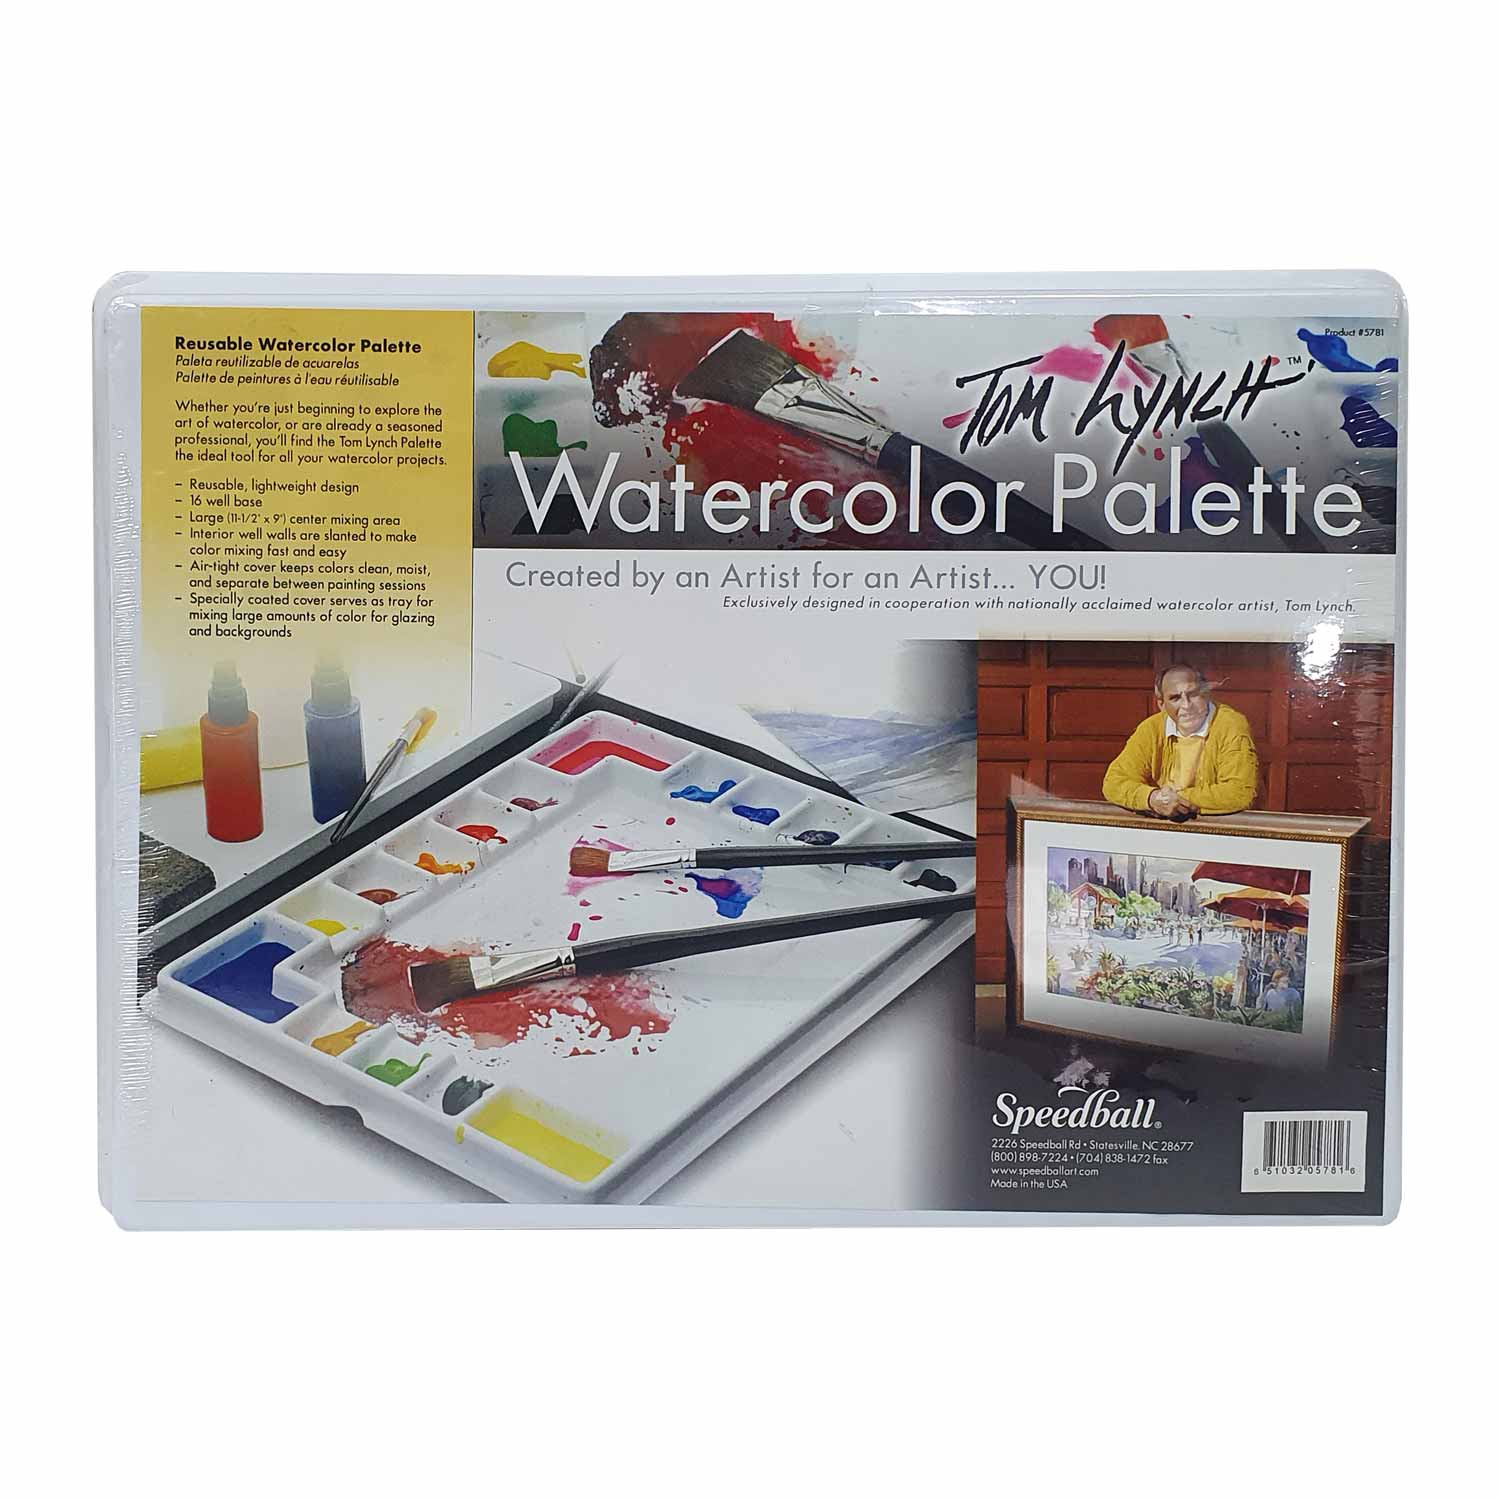 Reusable Watercolor Palette
Paleta reutilizable de acuarelas
Palette de peintures à l'eau réutilisable
Whether you're just beginning to explore the
art of watercolor, or are already a seasoned
professional, you'll find the Tom Lynch Palette
the ideal tool for all your watercolor projects.
– Reusable, lightweight design
– 16 well base
– Large (11-1/2" x 9") center mixing area
– Interior well walls are slanted to make
color mixing fast and easy
– Air-tight cover keeps colors clean, moist,
and separate between painting sessions
– Specially coated cover serves as tray for
mixing large amounts of color for glazing
and backgrounds
Product #5781
TOM LYNCH™
Watercolor Palette
Created by an Artist for an Artist... YOU!
Exclusively designed in cooperation with nationally acclaimed watercolor artist, Tom Lynch.
Speedball®
2226 Speedball Rd • Statesville, NC 28677
(800) 898-7224 • (704) 838-1472 fax
www.speedballart.com
Made in the USA
6 51032 05781 6